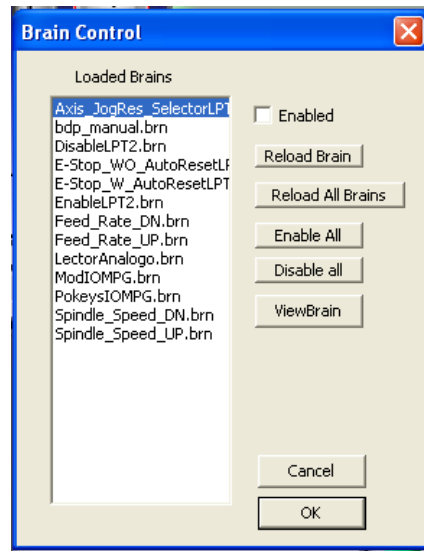 Brain Control
Loaded Brains
Axis_JogRes_SelectorLPT
bdp_manual.brn
DisableLPT2.brn
E-Stop_WO_AutoResetLF
E-Stop_W_AutoResetLPT
EnableLPT2.brn
Feed_Rate_DN.brn
Feed_Rate_UP.brn
LectorAnalogo.brn
ModIOMPG.brn
PokeysIOMPG.brn
Spindle_Speed_DN.brn
Spindle_Speed_UP.brn
Enabled
Reload Brain
Reload All Brains
Enable All
Disable all
ViewBrain
Cancel
OK